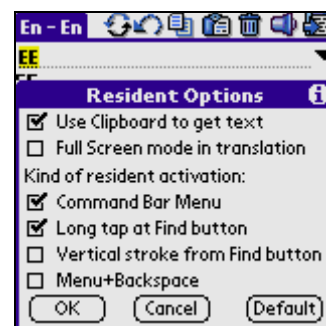 En - En
EE
Resident Options
Use Clipboard to get text
Full Screen mode in translation
Kind of resident activation:
Command Bar Menu
Long tap at Find button
Vertical stroke from Find button
Menu+Backspace
OK Cancel Default